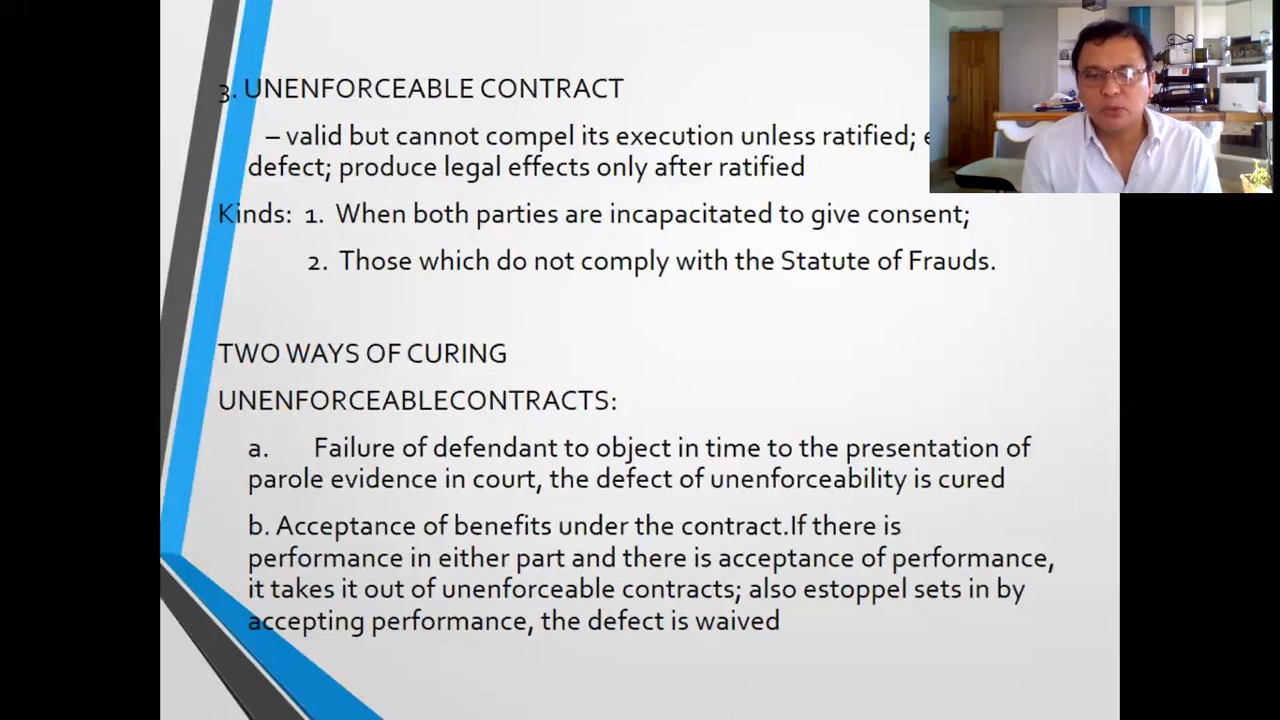 3. UNENFORCEABLE CONTRACT
– valid but cannot compel its execution unless ratified;
defect; produce legal effects only after ratified
Kinds: 1. When both parties are incapacitated to give consent;
2. Those which do not comply with the Statute of Frauds.
TWO WAYS OF CURING
UNENFORCEABLECONTRACTS:
a. Failure of defendant to object in time to the presentation of
parole evidence in court, the defect of unenforceability is cured
b. Acceptance of benefits under the contract.If there is
performance in either part and there is acceptance of performance,
it takes it out of unenforceable contracts; also estoppel sets in by
accepting performance, the defect is waived